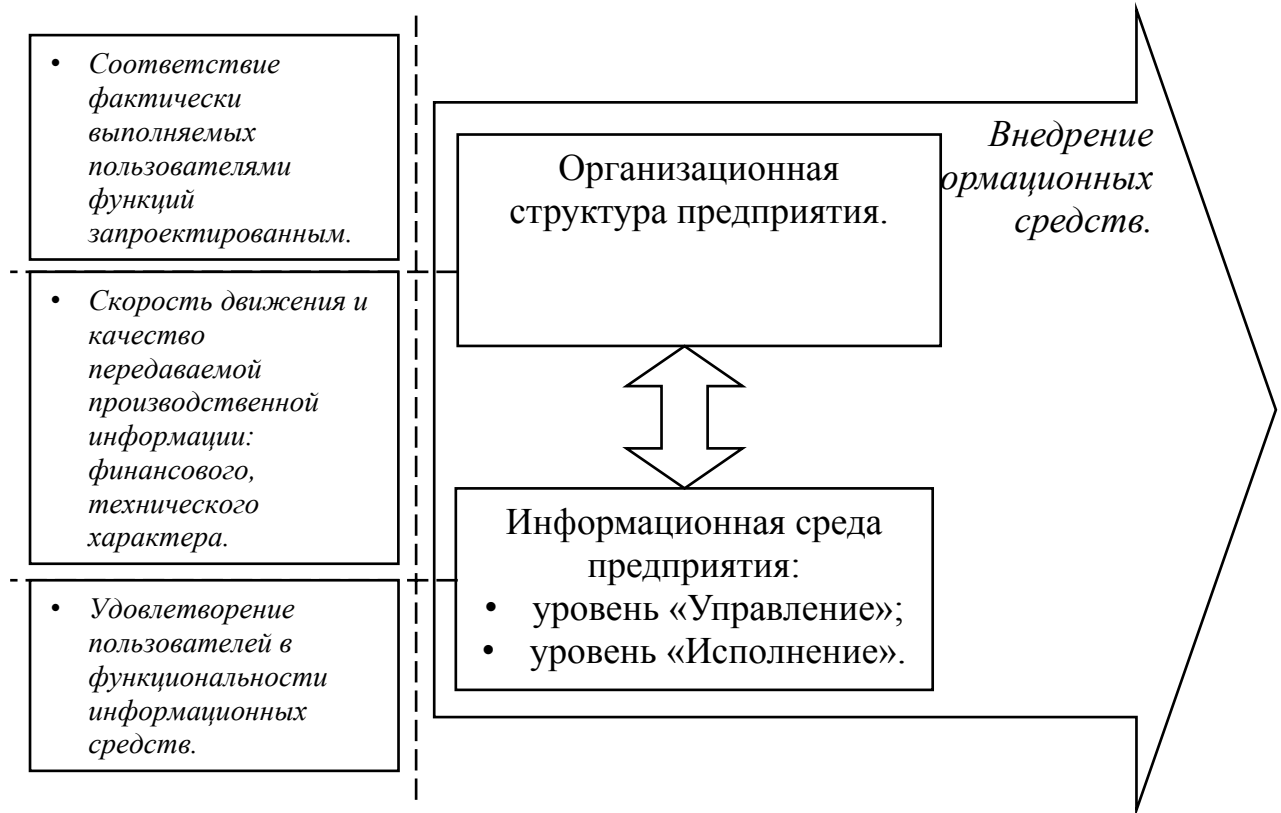 • Соответствие
фактически
выполняемых
пользователями
функций
запроектированным.
• Скорость движения и
качество
передаваемой
производственной
информации:
финансового,
технического
характера.
• Удовлетворение
пользователей в
функциональности
информационных
средств.
Организационная
структура предприятия.
Информационная среда
предприятия:
• уровень «Управление»;
• уровень «Исполнение».
Внедрение
ормационных
средств.